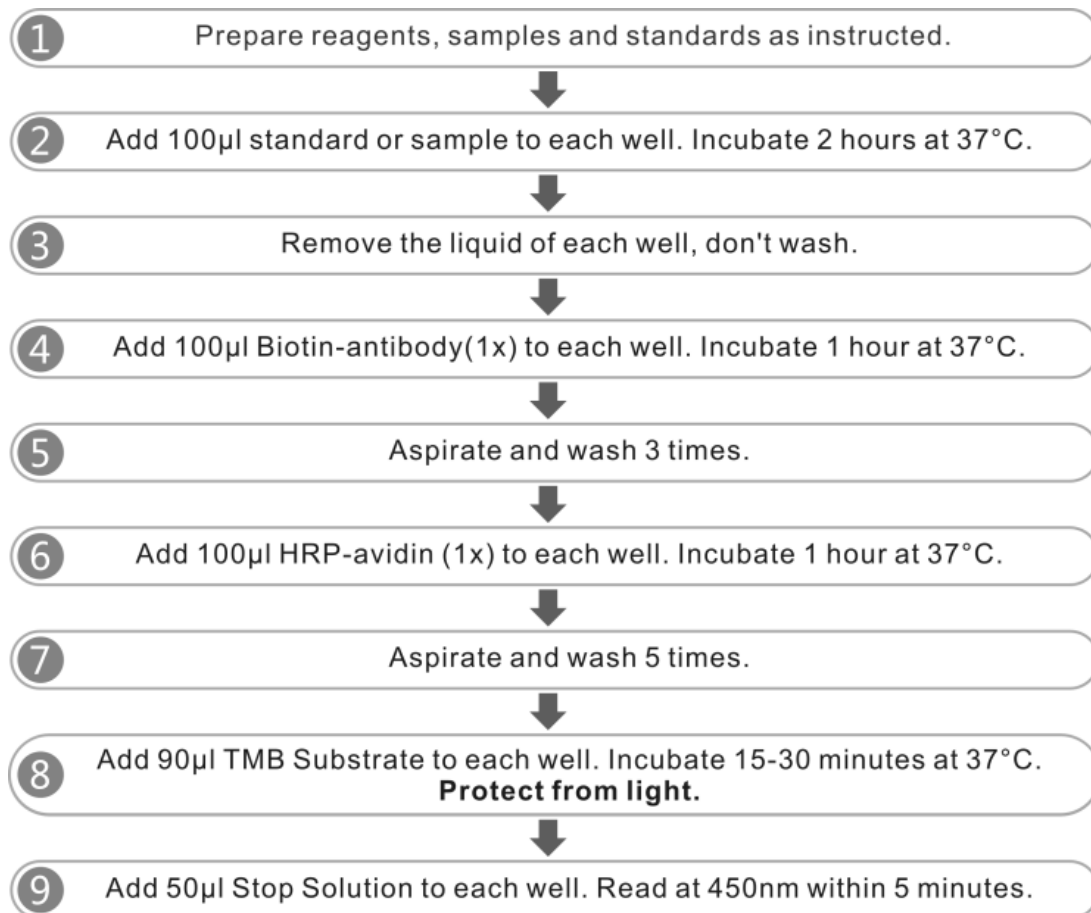 1 Prepare reagents, samples and standards as instructed.
2 Add 100µl standard or sample to each well. Incubate 2 hours at 37°C.
3 Remove the liquid of each well, don't wash.
4 Add 100µl Biotin-antibody(1x) to each well. Incubate 1 hour at 37°C.
5 Aspirate and wash 3 times.
6 Add 100µl HRP-avidin (1x) to each well. Incubate 1 hour at 37°C.
7 Aspirate and wash 5 times.
8 Add 90µl TMB Substrate to each well. Incubate 15-30 minutes at 37°C.
Protect from light.
9 Add 50µl Stop Solution to each well. Read at 450nm within 5 minutes.